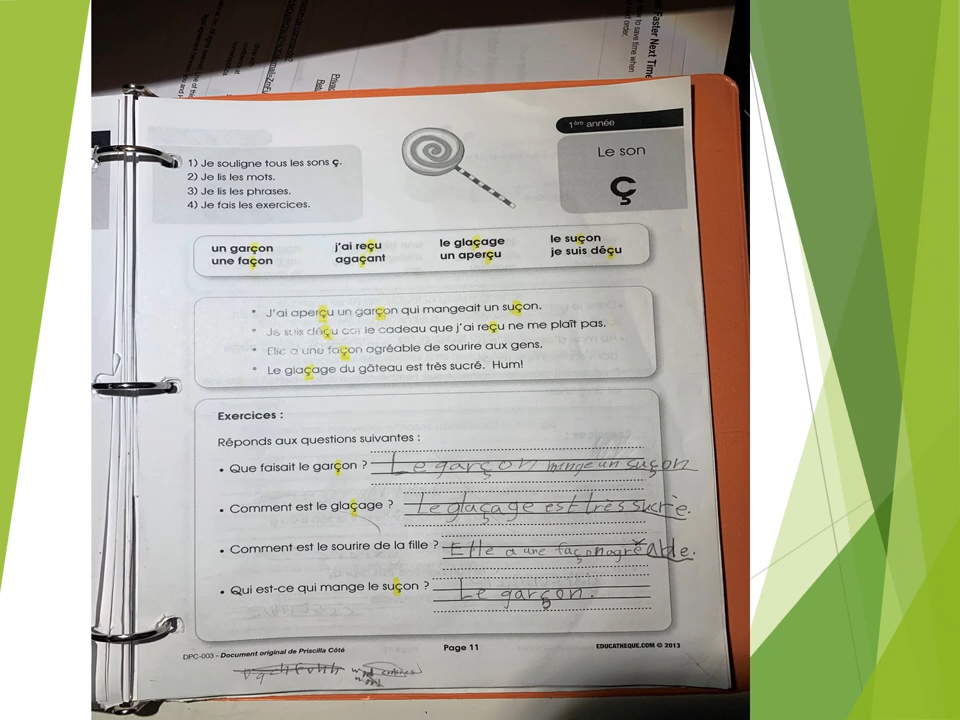 st Faster Next Time
1ère année
Le son
ç
1) Je souligne tous les sons ç.
2) Je lis les mots.
3) Je lis les phrases.
4) Je fais les exercices.
un garçon j'ai reçu le glaçage le suçon
une façon agaçant un aperçu je suis déçu
• J'ai aperçu un garçon qui mangeait un suçon.
• Je suis déçu car le cadeau que j'ai reçu ne me plaît pas.
• Elle a une façon agréable de sourire aux gens.
• Le glaçage du gâteau est très sucré. Hum!
Exercices :
Réponds aux questions suivantes :
• Que faisait le garçon ? Le garçon mange un suçon
• Comment est le glaçage ? Le glaçage est très sucrè.
• Comment est le sourire de la fille ? Elle a une façon agrěable.
• Qui est-ce qui mange le suçon ? Le garçon.
DPC-003 - Document original de Priscilla Côté Page 11 EDUCATHEQUE.COM © 2013